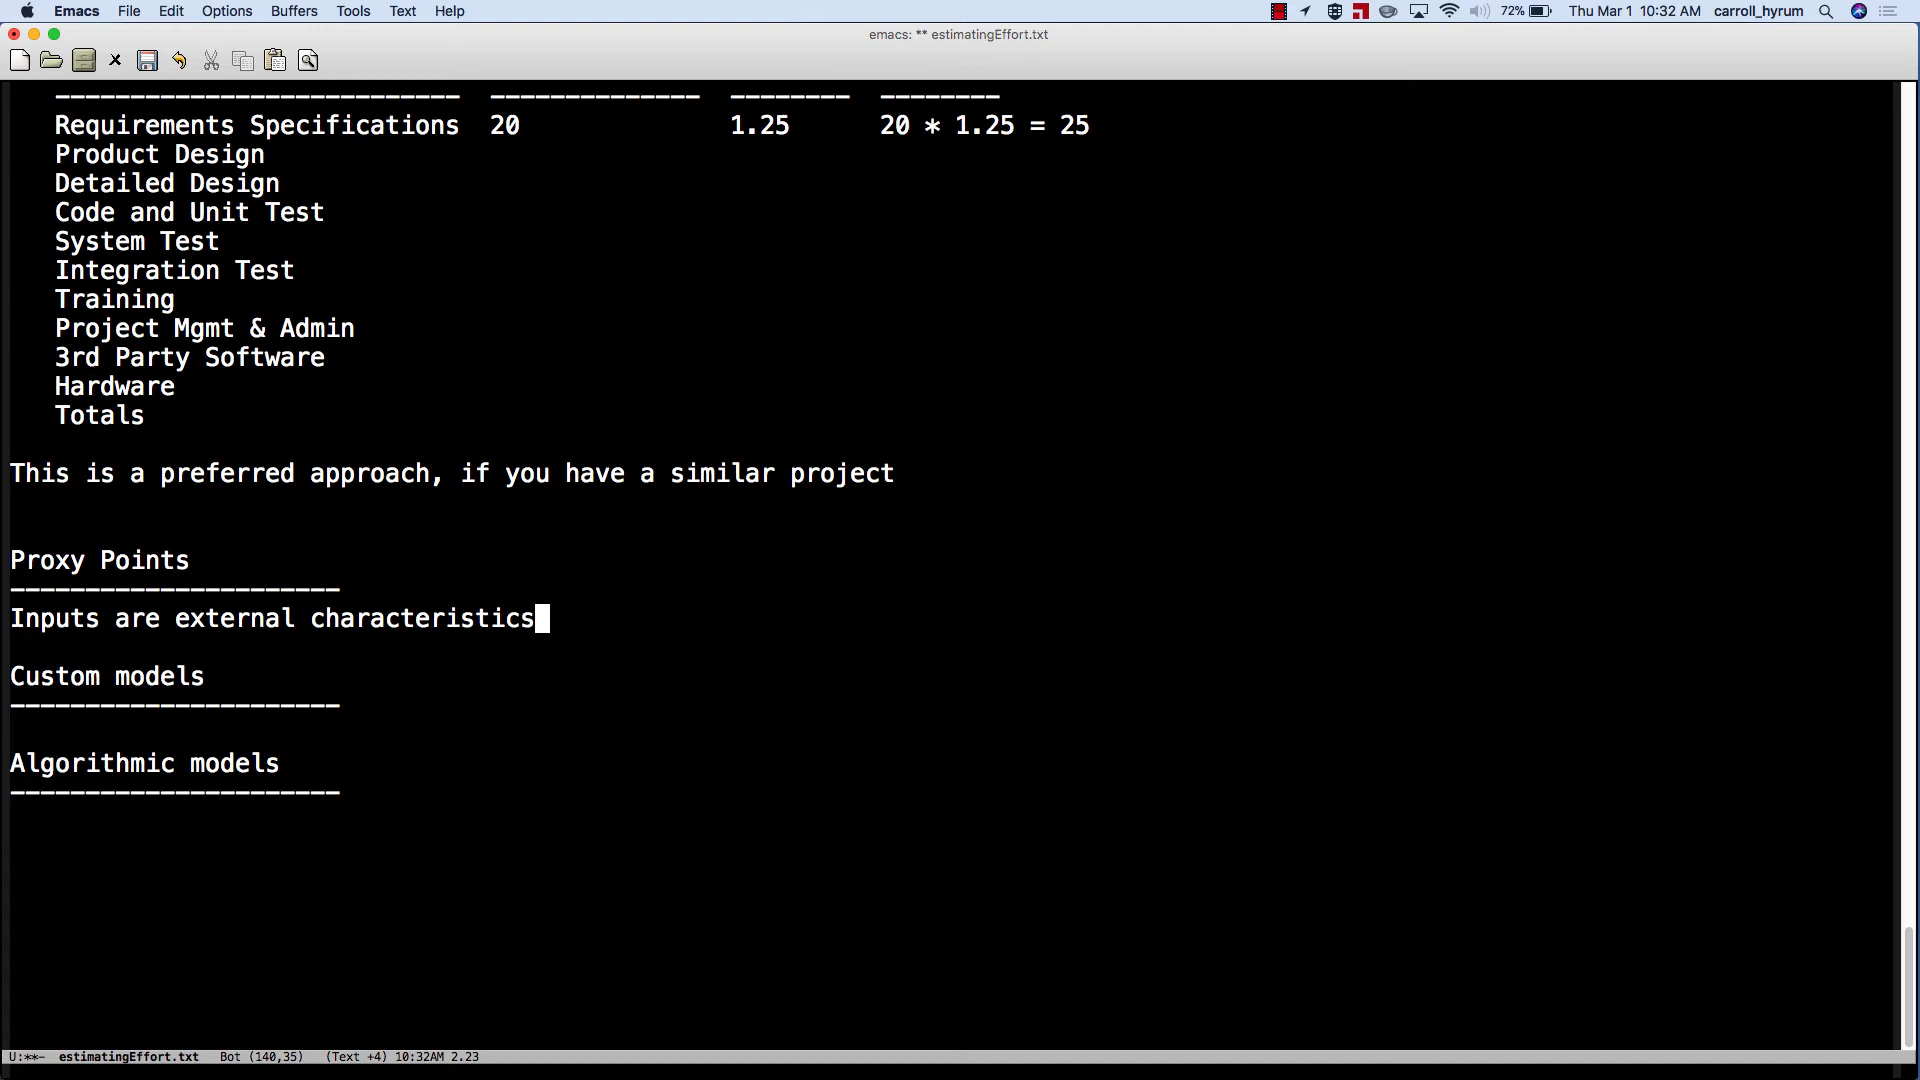 Emacs File Edit Options Buffers Tools Text Help 72% Thu Mar 1 10:32 AM carroll_hyrum
emacs: ** estimatingEffort.txt
--------------------------- -------------- -------- --------
Requirements Specifications 20 1.25 20 * 1.25 = 25
Product Design
Detailed Design
Code and Unit Test
System Test
Integration Test
Training
Project Mgmt & Admin
3rd Party Software
Hardware
Totals
This is a preferred approach, if you have a similar project
Proxy Points
----------------------
Inputs are external characteristics
Custom models
----------------------
Algorithmic models
----------------------
U:**- estimatingEffort.txt Bot (140,35) (Text +4) 10:32AM 2.23